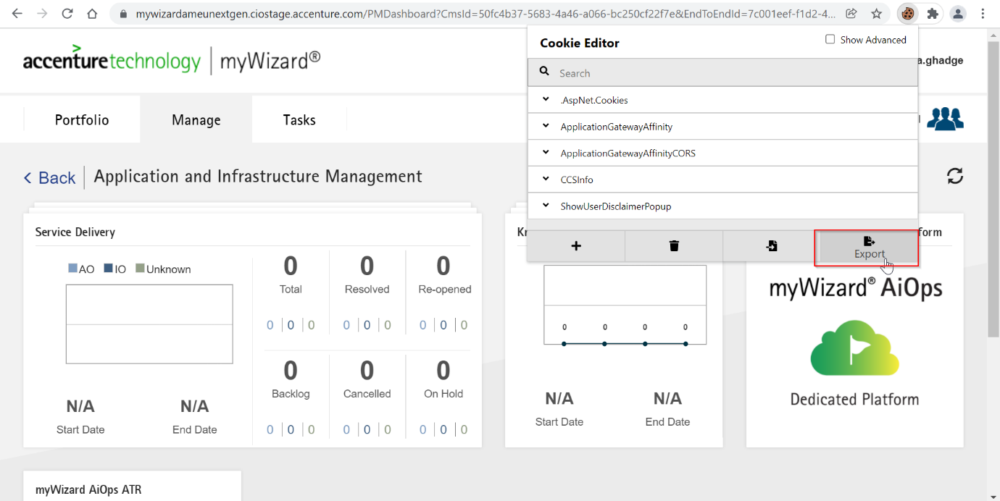 mywizardameunextgen.ciostage.accenture.com/PMDashboard?CmsId=50fc4b37-5683-4a46-a066-bc250cf22f7e&EndToEndId=7c001eef-f1d2-4...
Cookie Editor
Show Advanced
accenturetechnology | myWizard®
a.ghadge
Search
.AspNet.Cookies
Portfolio Manage Tasks
ApplicationGatewayAffinity
ApplicationGatewayAffinityCORS
< Back Application and Infrastructure Management
CCSInfo
ShowUserDisclaimerPopup
Service Delivery
Kn
form
Export
AO IO Unknown
0 0 0
Total Resolved Re-opened
0 | 0 | 0 0 | 0 | 0 0 | 0 | 0
0 0 0
Backlog Cancelled On Hold
0 | 0 | 0 0 | 0 | 0 0 | 0 | 0
N/A N/A
Start Date End Date
0 0 0 0
N/A N/A
Start Date End Date
myWizard® AiOps
Dedicated Platform
myWizard AiOps ATR